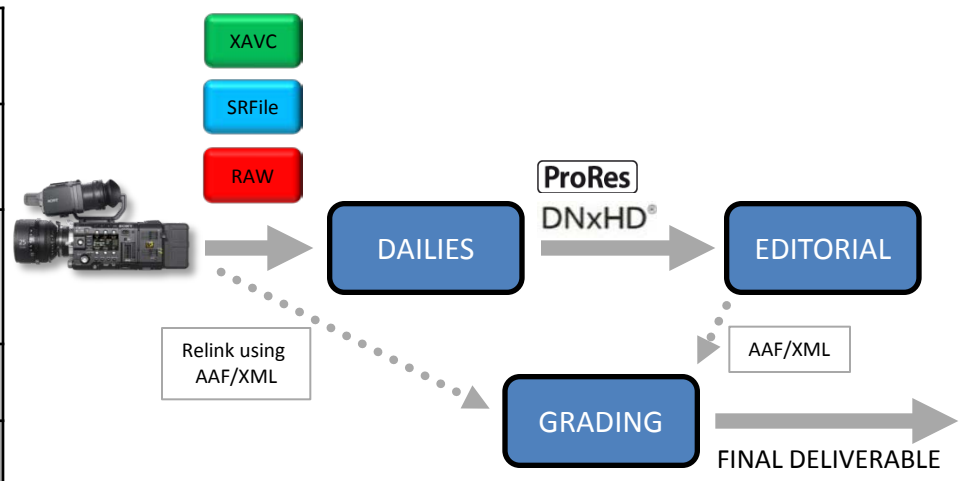 XAVC
SRFile
RAW
ProRes
DNxHD®
DAILIES
EDITORIAL
Relink using
AAF/XML
AAF/XML
GRADING
FINAL DELIVERABLE